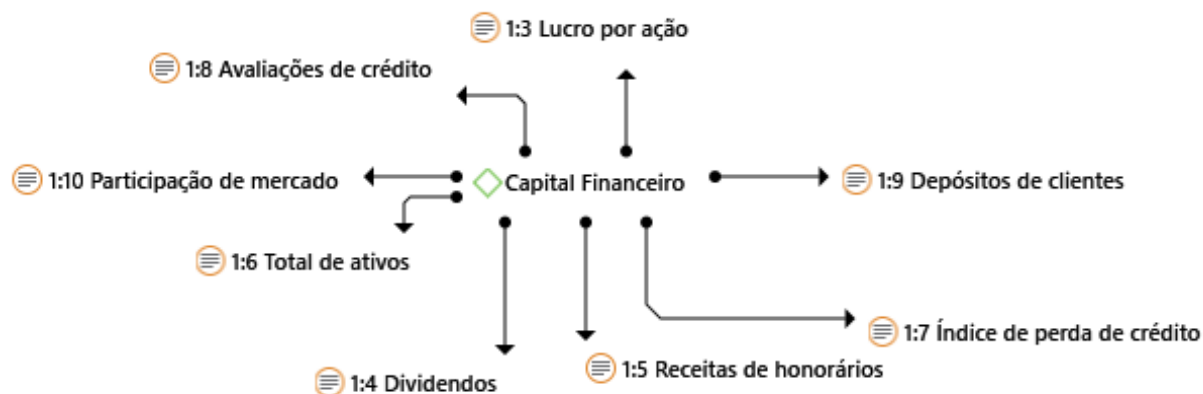 1:3 Lucro por ação
1:8 Avaliações de crédito
1:10 Participação de mercado
Capital Financeiro
1:9 Depósitos de clientes
1:6 Total de ativos
1:7 Índice de perda de crédito
1:5 Receitas de honorários
1:4 Dividendos